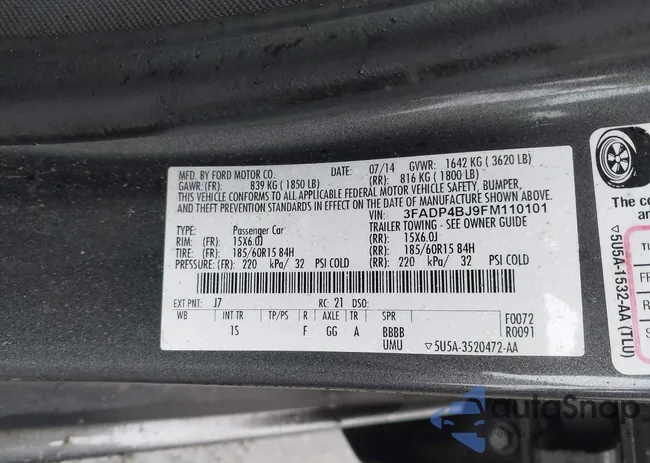 MFD. BY FORD MOTOR CO.
DATE: 07/14 GVWR: 1642 KG ( 3620 LB)
GAWR: (FR): 839 KG ( 1850 LB) (RR): 816 KG ( 1800 LB)
THIS VEHICLE CONFORMS TO ALL APPLICABLE FEDERAL MOTOR VEHICLE SAFETY, BUMPER,
AND THEFT PREVENTION STANDARDS IN EFFECT ON THE DATE OF MANUFACTURE SHOWN ABOVE.
VIN: 3FADP4BJ9FM110101
TYPE: Passenger Car TRAILER TOWING - SEE OWNER GUIDE
RIM: (FR) 15X6.0J (RR) 15X6.0J
TIRE: (FR) 185/60R15 84H (RR) 185/60R15 84H
PRESSURE: (FR) 220 kPa/ 32 PSI COLD (RR) 220 kPa/ 32 PSI COLD
EXT PNT: J7 RC: 21 DSO:
WB INT TR TP/PS R AXLE TR SPR F0072
1S F GG A BBBB R0091
UMU ▽5U5A-3520472-AA
The co
▽5U5A-1532-AA (TLU)
autoSnap